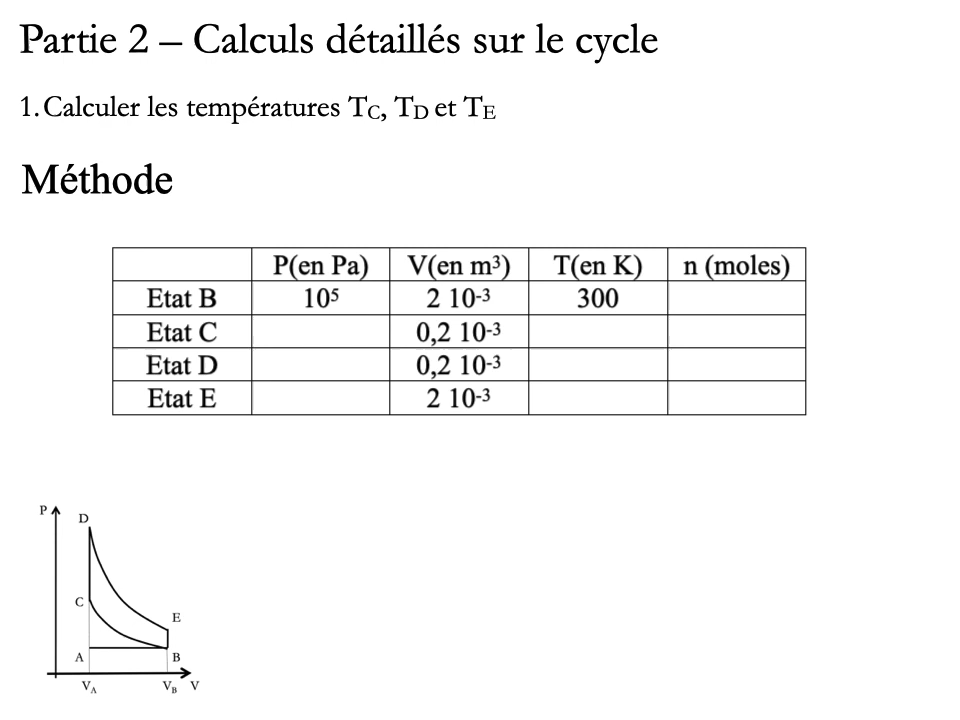 Partie 2 – Calculs détaillés sur le cycle
1. Calculer les températures TC, TD et TE
Méthode
P(en Pa) V(en m³) T(en K) n (moles)
Etat B 10⁵ 2 10⁻³ 300
Etat C 0,2 10⁻³
Etat D 0,2 10⁻³
Etat E 2 10⁻³
P
D
C
E
A B
VA VB V